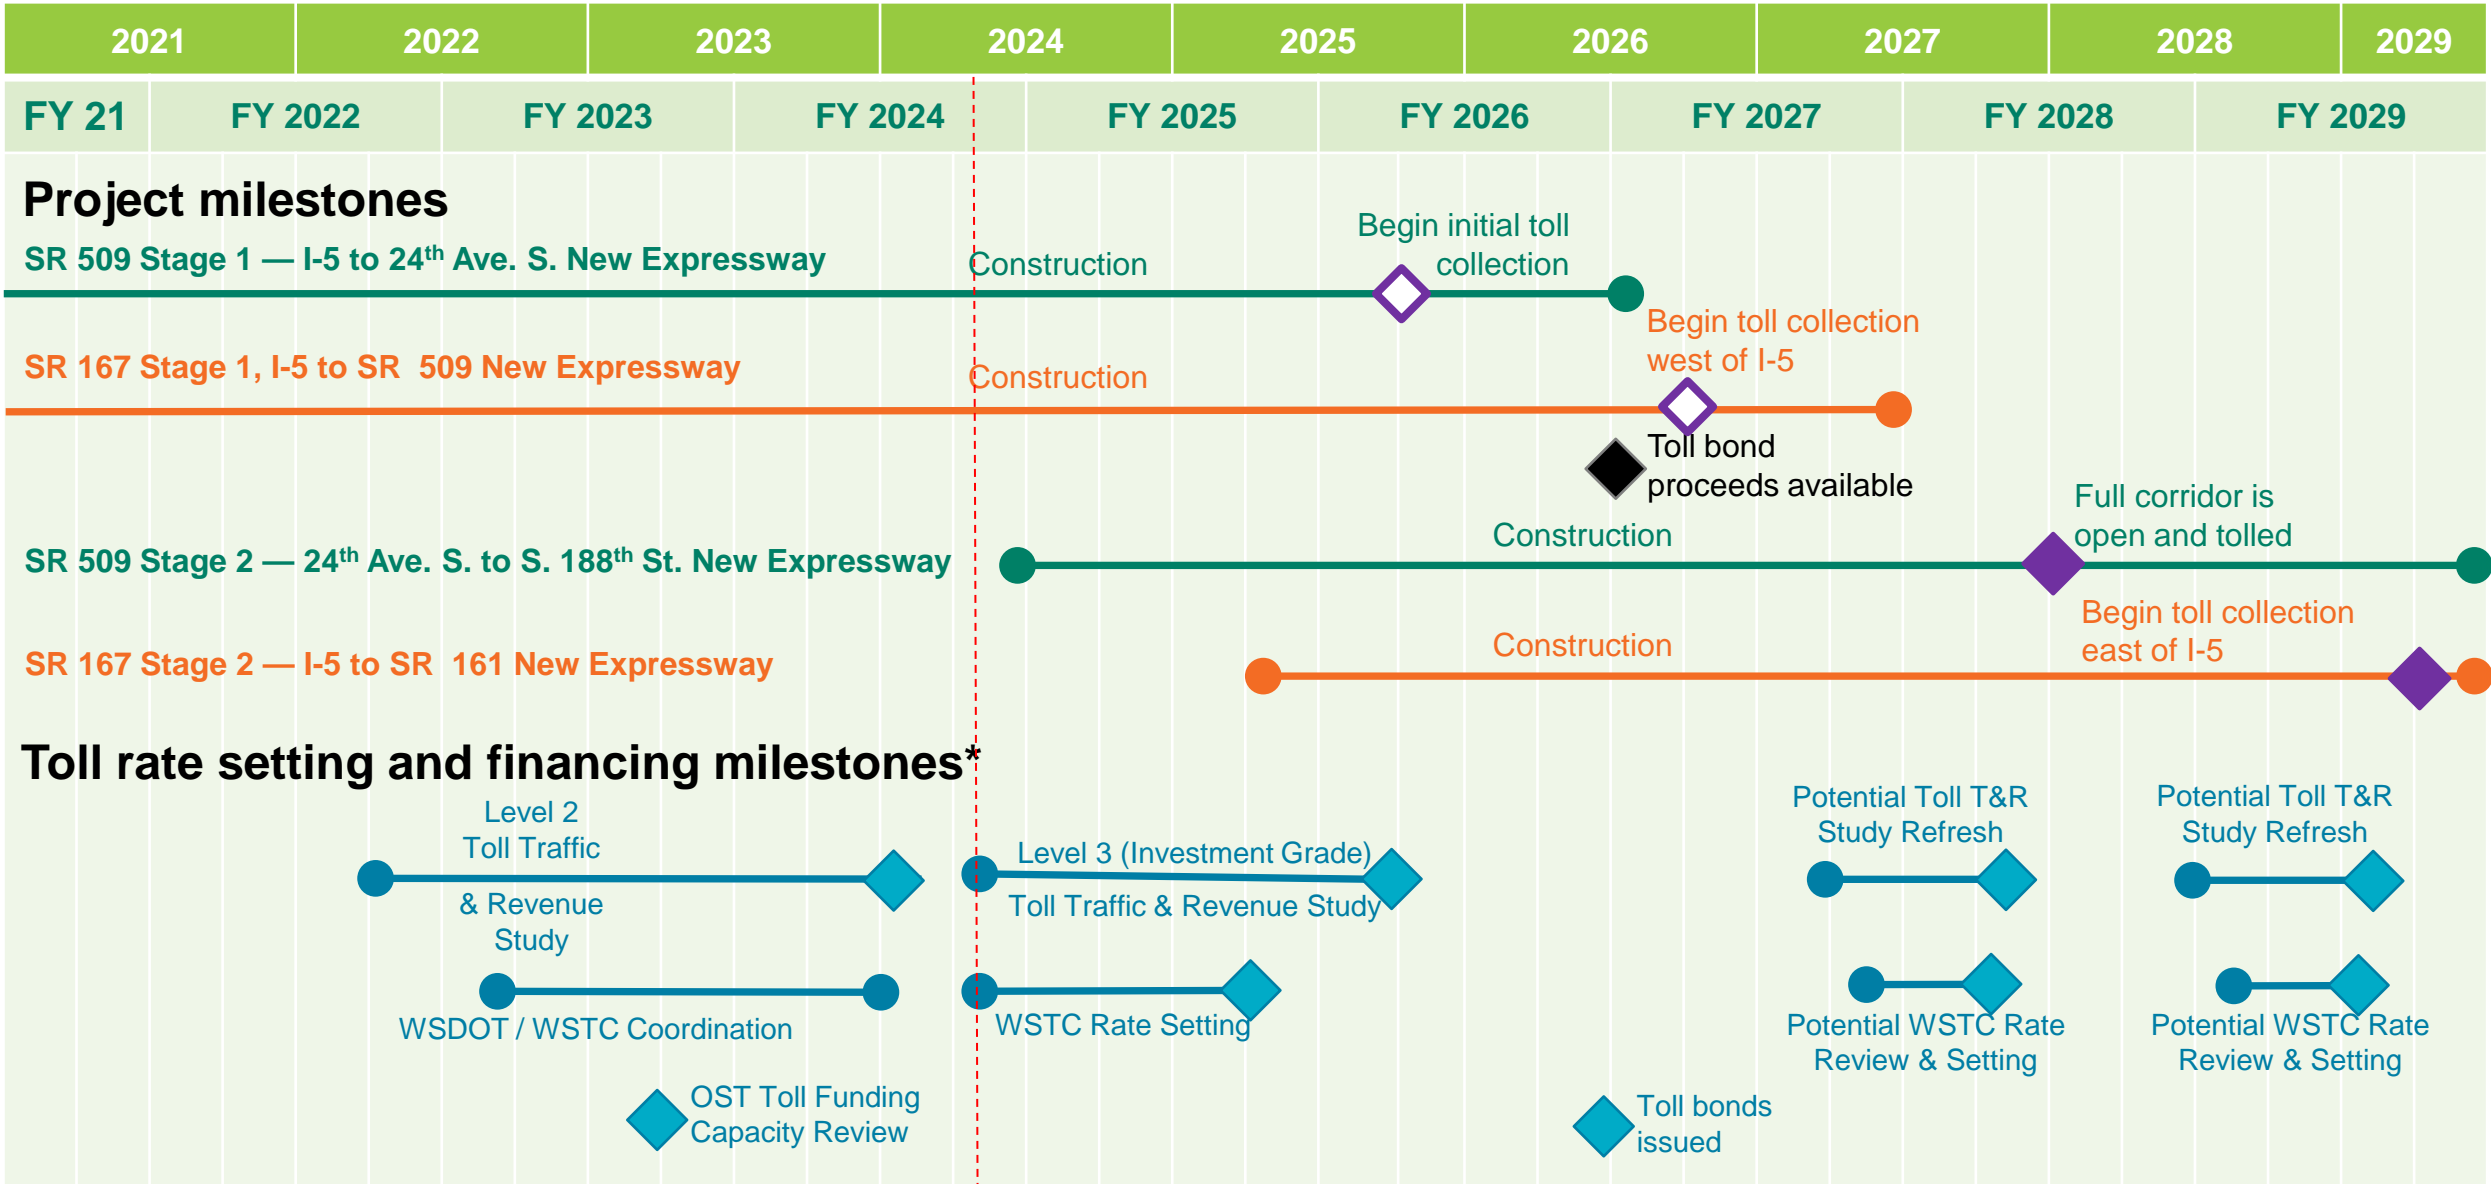 2021 2022 2023 2024 2025 2026 2027 2028 2029
FY 21 FY 2022 FY 2023 FY 2024 FY 2025 FY 2026 FY 2027 FY 2028 FY 2029
Project milestones
Begin initial toll
collection
SR 509 Stage 1 — I-5 to 24th Ave. S. New Expressway
Construction
Begin toll collection
west of I-5
SR 167 Stage 1, I-5 to SR 509 New Expressway
Construction
Toll bond
proceeds available
Full corridor is
open and tolled
SR 509 Stage 2 — 24th Ave. S. to S. 188th St. New Expressway
Construction
Begin toll collection
east of I-5
SR 167 Stage 2 — I-5 to SR 161 New Expressway
Construction
Toll rate setting and financing milestones*
Level 2
Toll Traffic
& Revenue
Study
Level 3 (Investment Grade)
Toll Traffic & Revenue Study
Potential Toll T&R
Study Refresh
Potential Toll T&R
Study Refresh
WSDOT / WSTC Coordination
WSTC Rate Setting
Potential WSTC Rate
Review & Setting
Potential WSTC Rate
Review & Setting
OST Toll Funding
Capacity Review
Toll bonds
issued